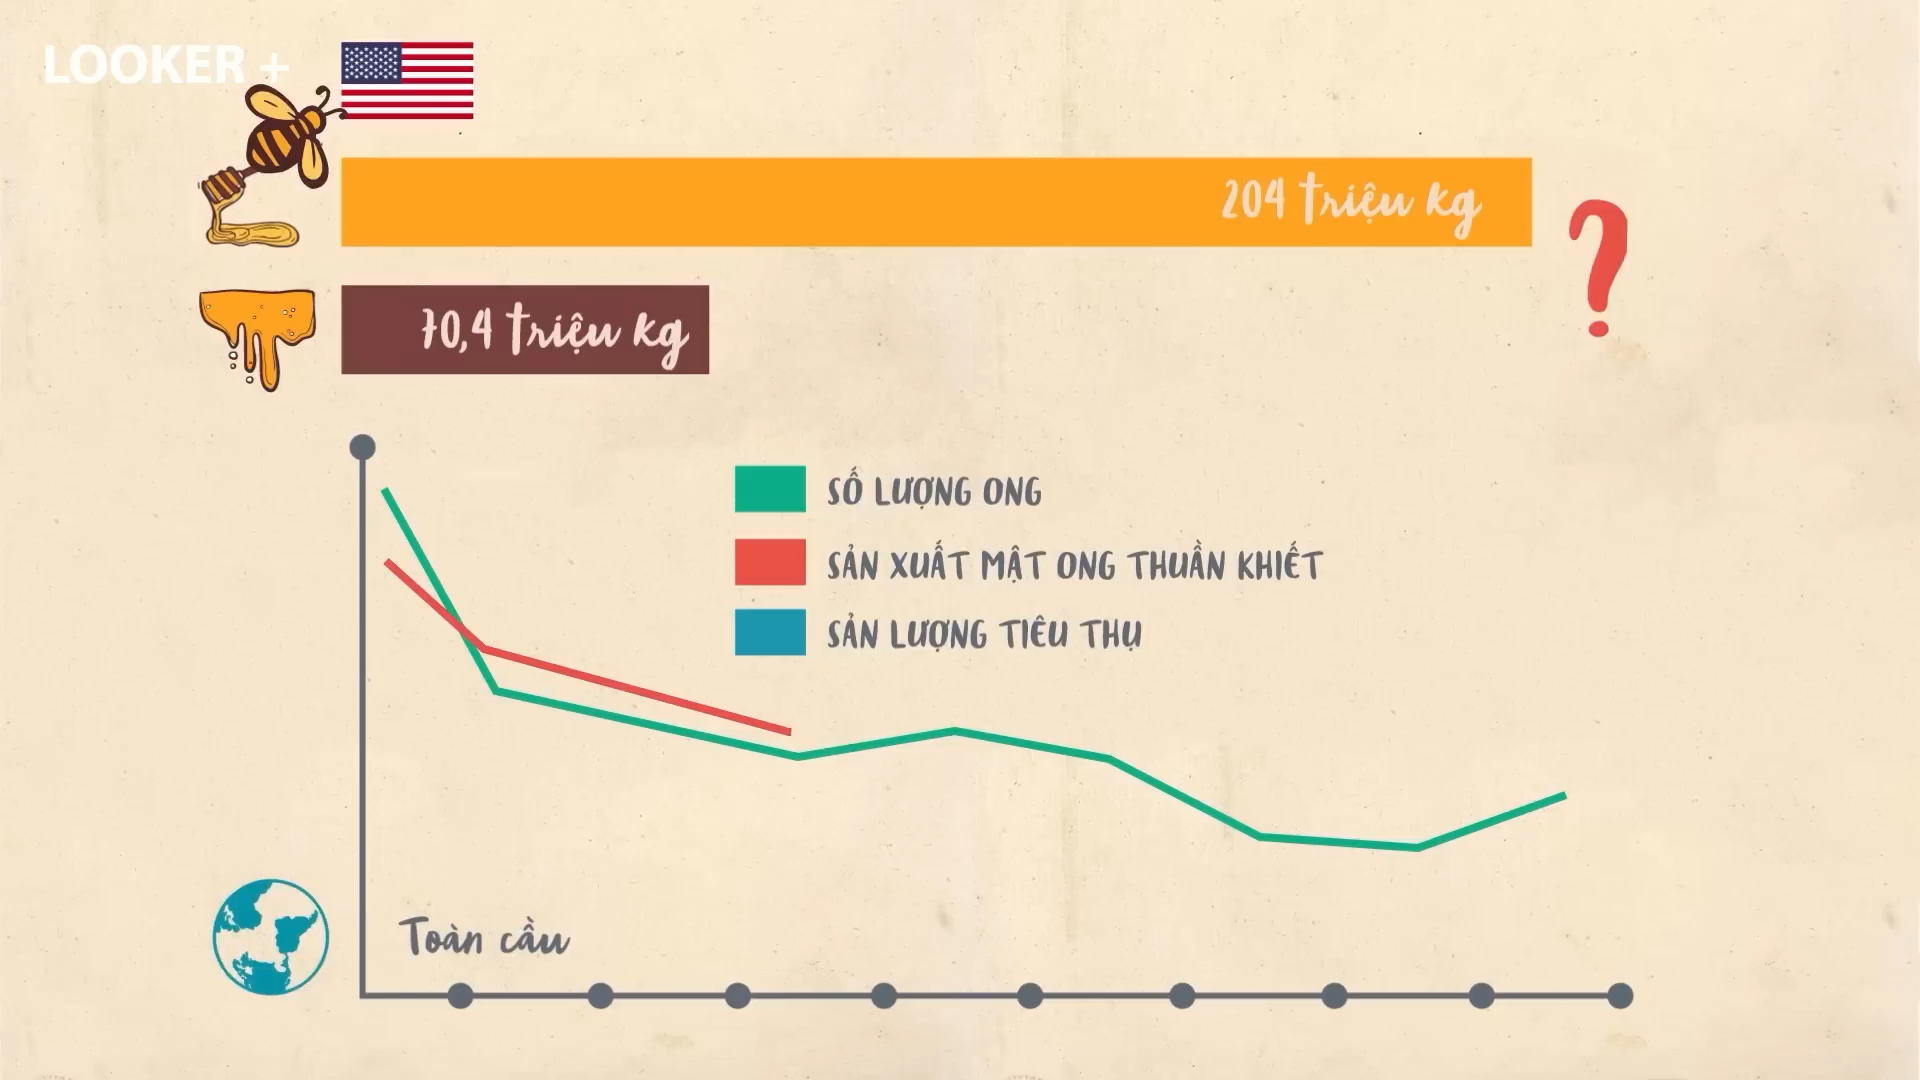 LOOKER +
204 triệu kg
?
70,4 triệu kg
SỐ LƯỢNG ONG
SẢN XUẤT MẬT ONG THUẦN KHIẾT
SẢN LƯỢNG TIÊU THỤ
Toàn cầu